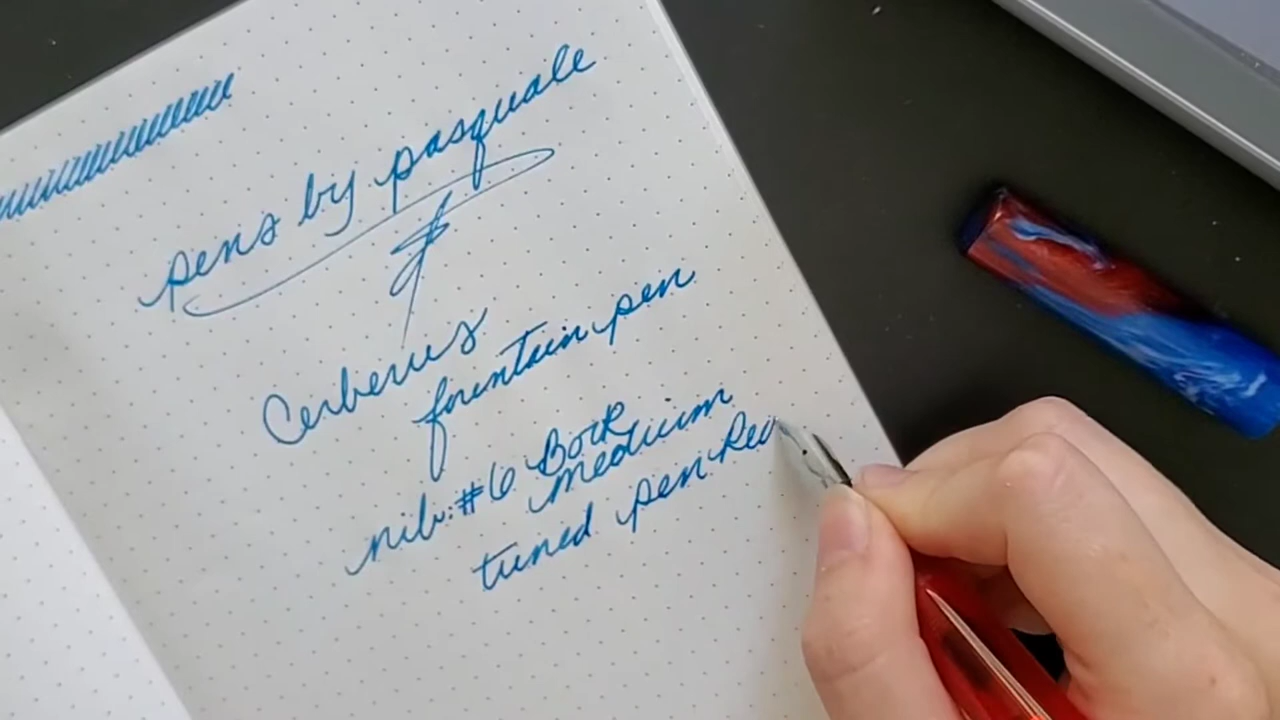 pens by pasquale
Cerberus
fountain pen
nib: #6 Bock
medium
tuned pen Rea